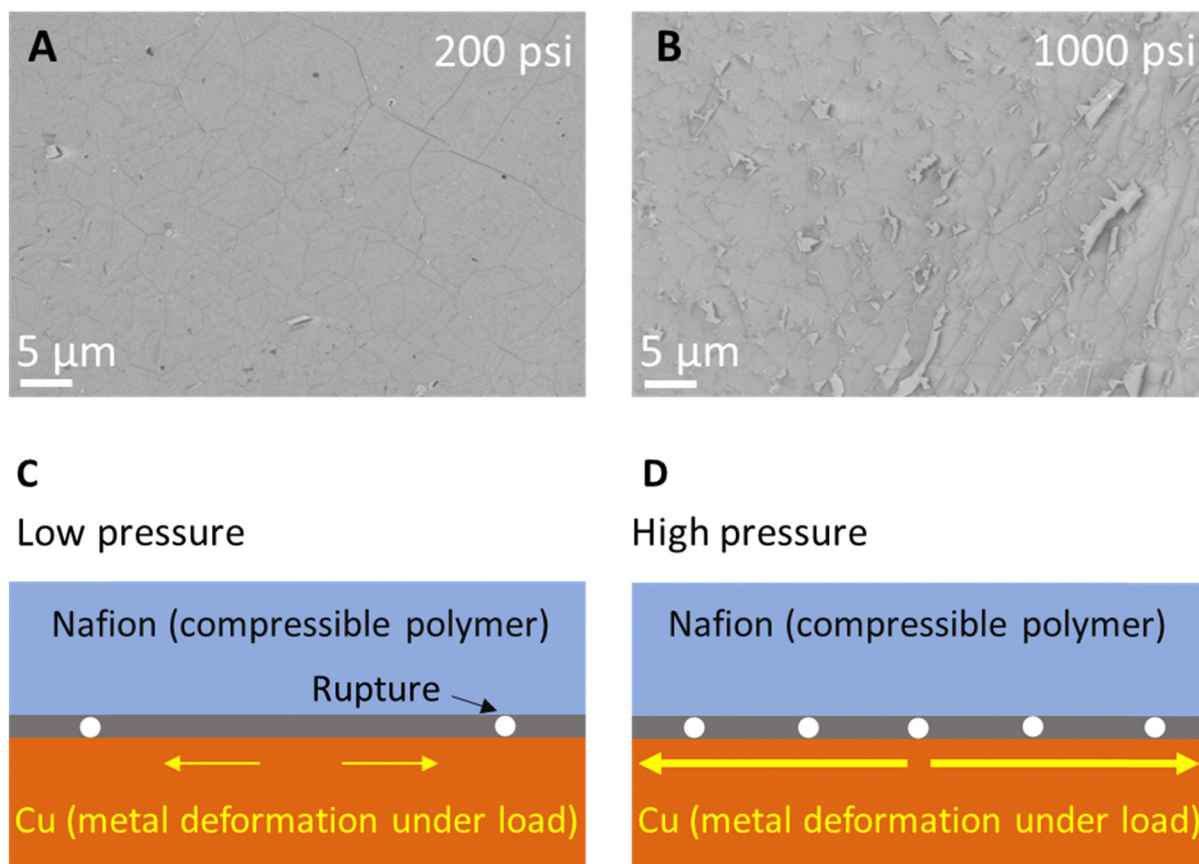 A
200 psi
5 µm
B
1000 psi
5 µm
C
Low pressure
Nafion (compressible polymer)
Rupture
Cu (metal deformation under load)
D
High pressure
Nafion (compressible polymer)
Cu (metal deformation under load)